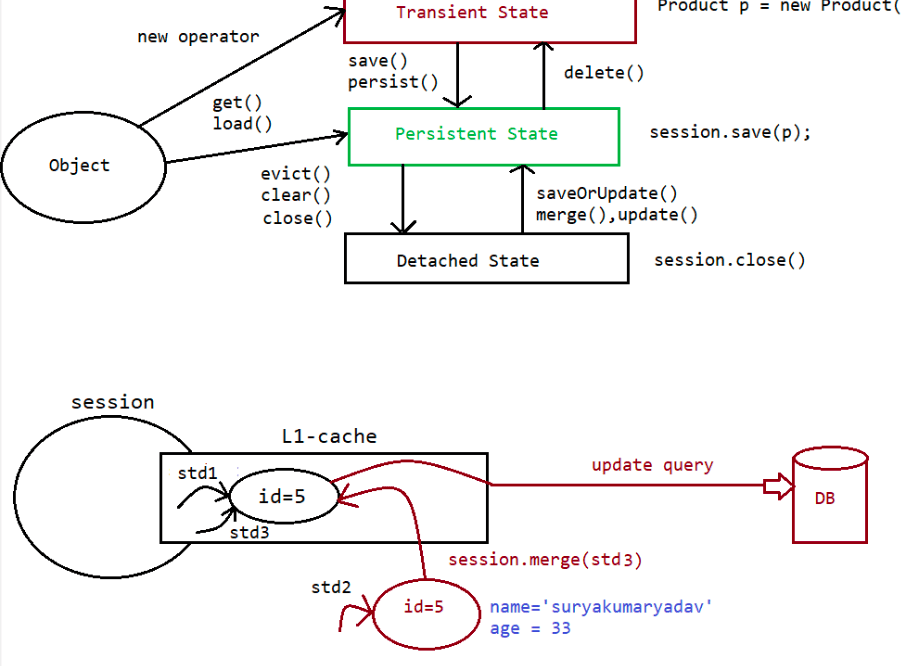 Product p = new Product(
Transient State
new operator
save()
persist()
delete()
get()
load()
Persistent State
session.save(p);
Object
evict()
clear()
close()
saveOrUpdate()
merge(),update()
Detached State
session.close()
session
L1-cache
update query
std1
id=5
DB
std3
session.merge(std3)
std2
id=5
name='suryakumaryadav'
age = 33